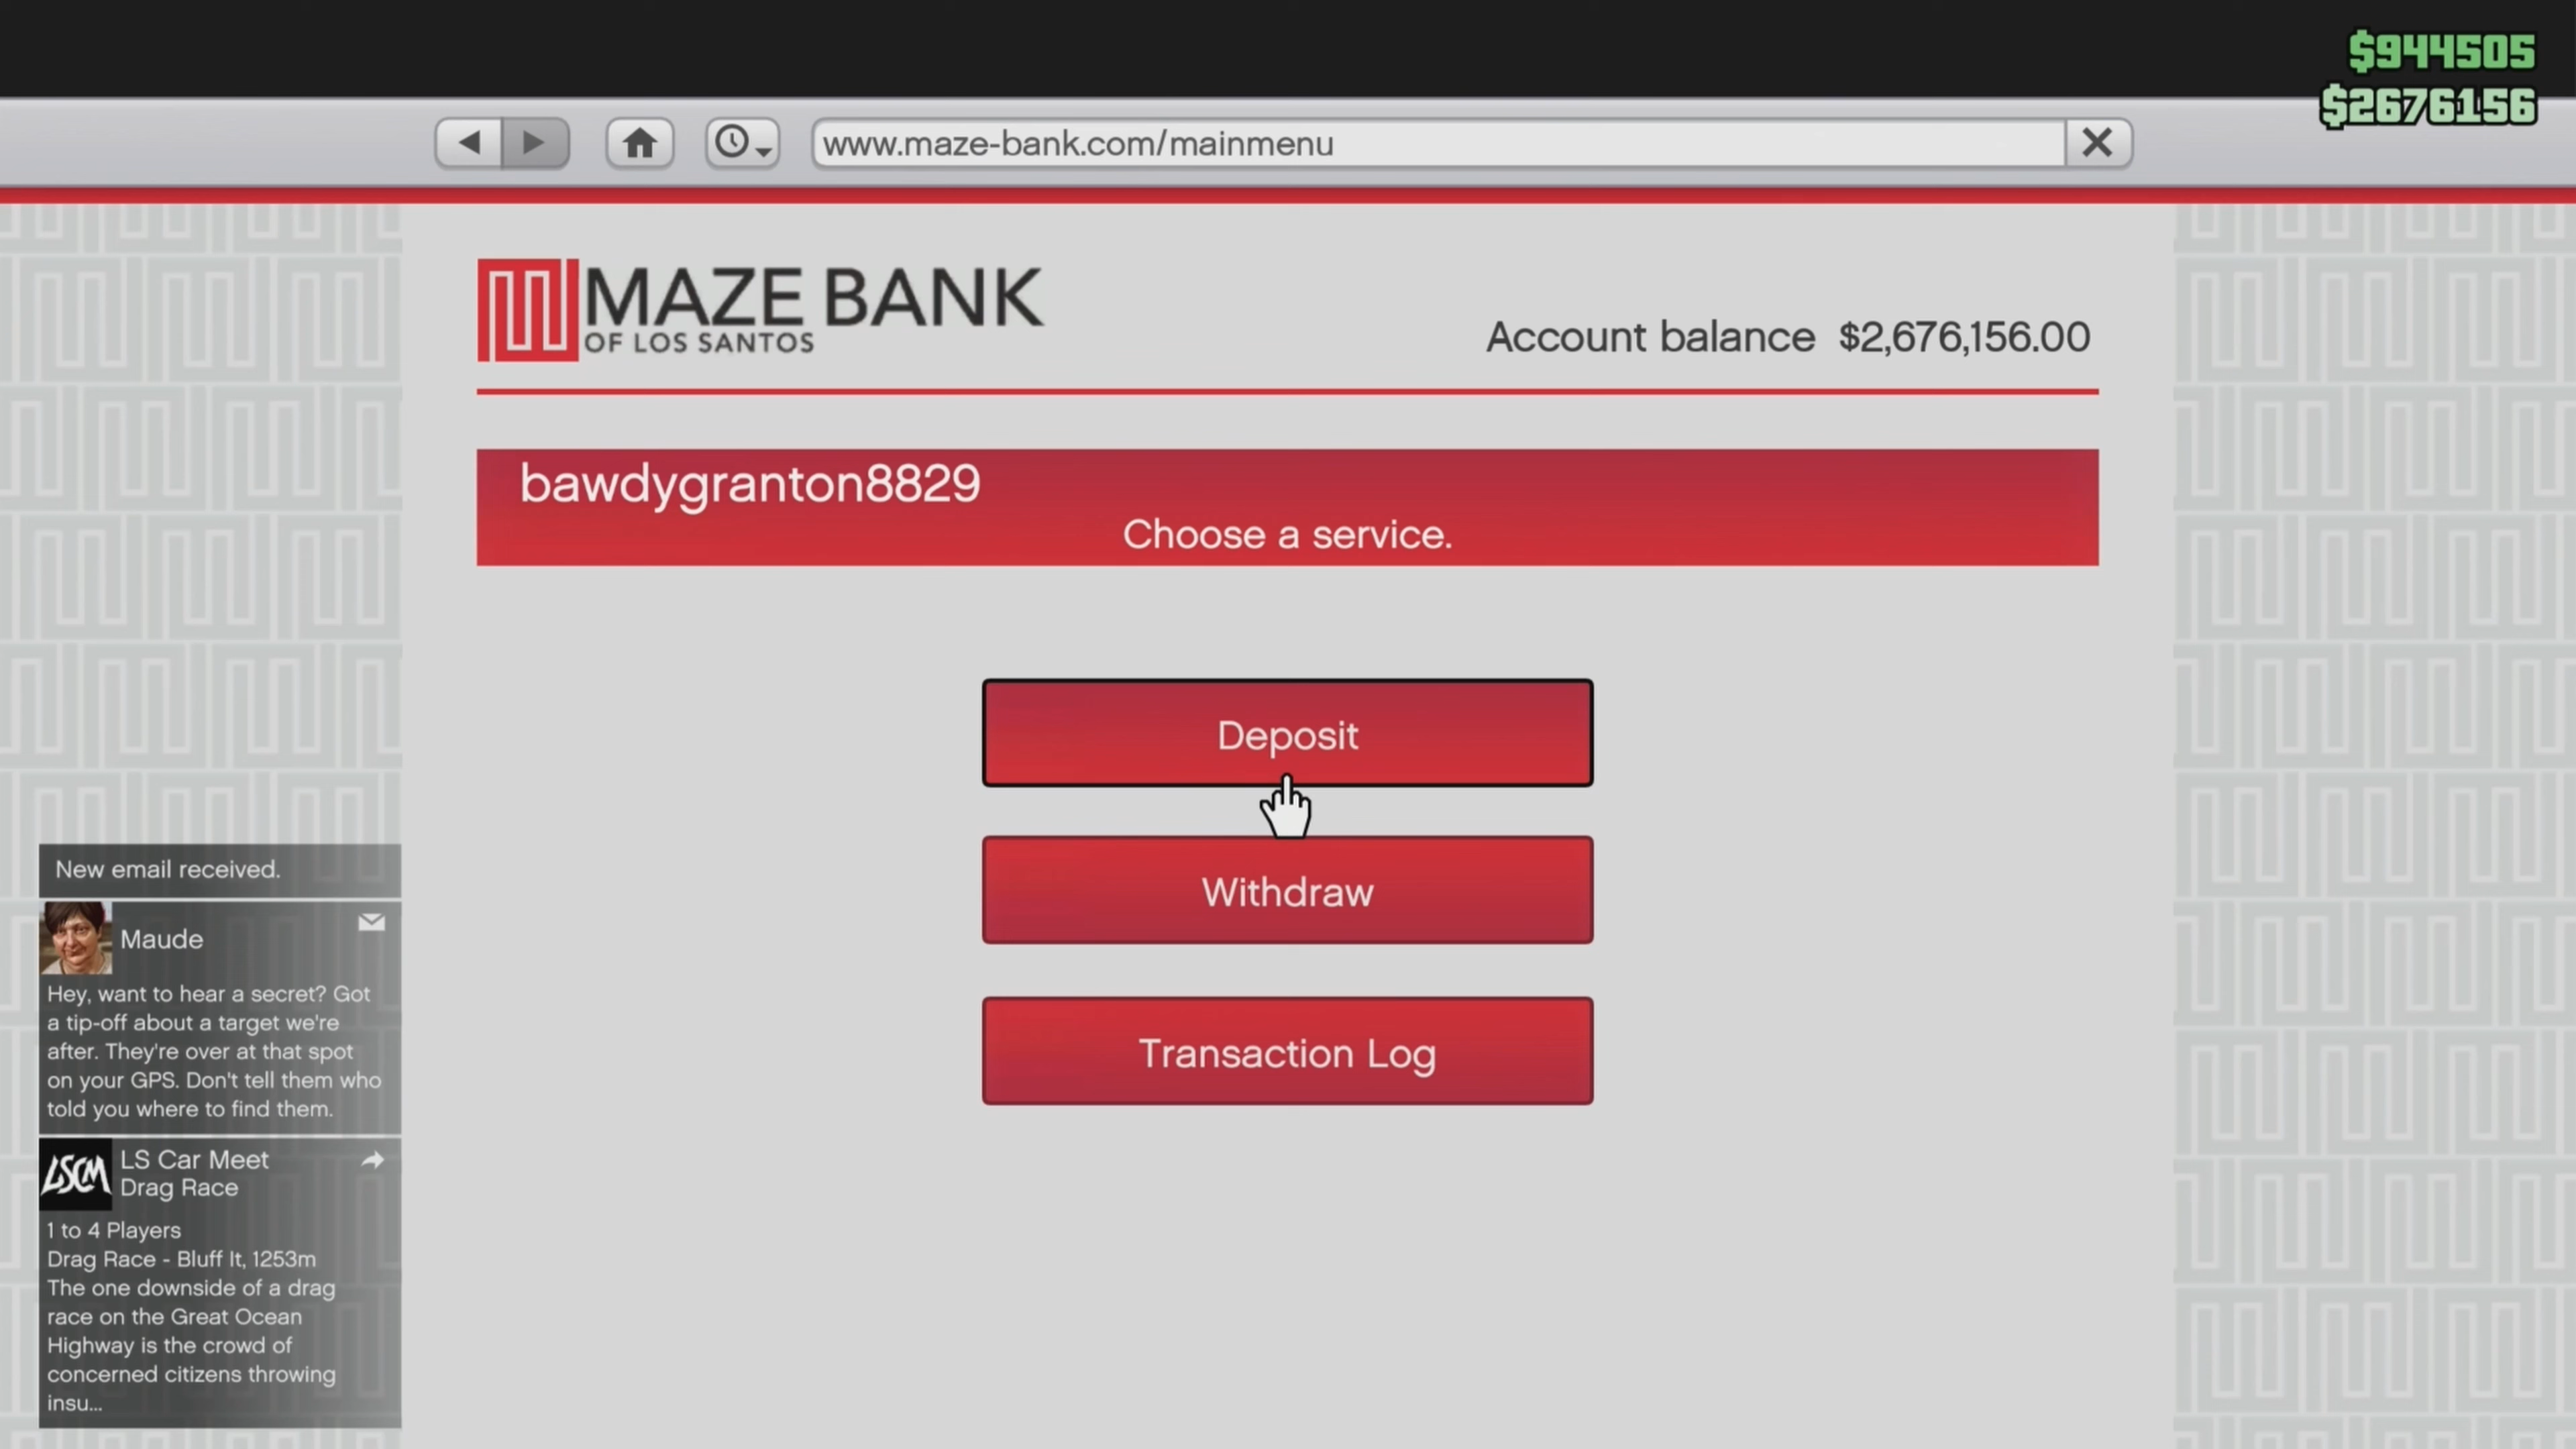 $944505
$2676156
www.maze-bank.com/mainmenu
MAZE BANK
OF LOS SANTOS
Account balance $2,676,156.00
bawdygranton8829
Choose a service.
Deposit
Withdraw
Transaction Log
New email received.
Maude
Hey, want to hear a secret? Got
a tip-off about a target we're
after. They're over at that spot
on your GPS. Don't tell them who
told you where to find them.
LSCM
LS Car Meet
Drag Race
1 to 4 Players
Drag Race - Bluff It, 1253m
The one downside of a drag
race on the Great Ocean
Highway is the crowd of
concerned citizens throwing
insu...